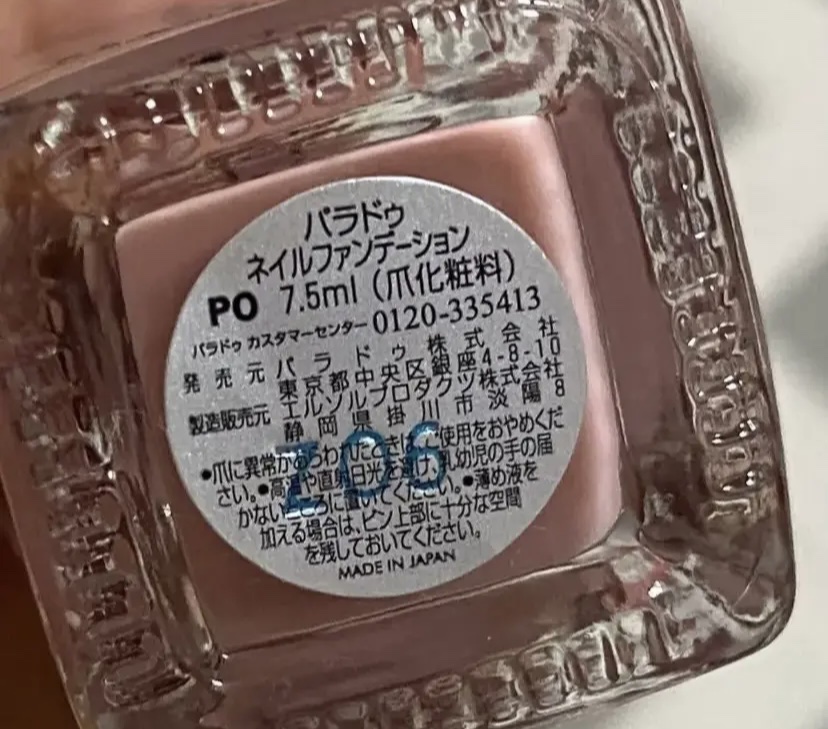 パラドゥ
ネイルファンデーション
PO 7.5ml (爪化粧料)
パラドゥ カスタマーセンター 0120-335413
発売元 パラドゥ株式会社
東京都中央区銀座4-8-10
製造販売元 エルソルプロダクツ株式会社
静岡県掛川市淡陽8
•爪に異常があらわれたときは、使用をおやめくだ
さい。•高温や直射日光を避け、乳幼児の手の届
かないところに置いてください。•薄め液を
加える場合は、ビン上部に十分な空間
を残しておいてください。
MADE IN JAPAN
Z06